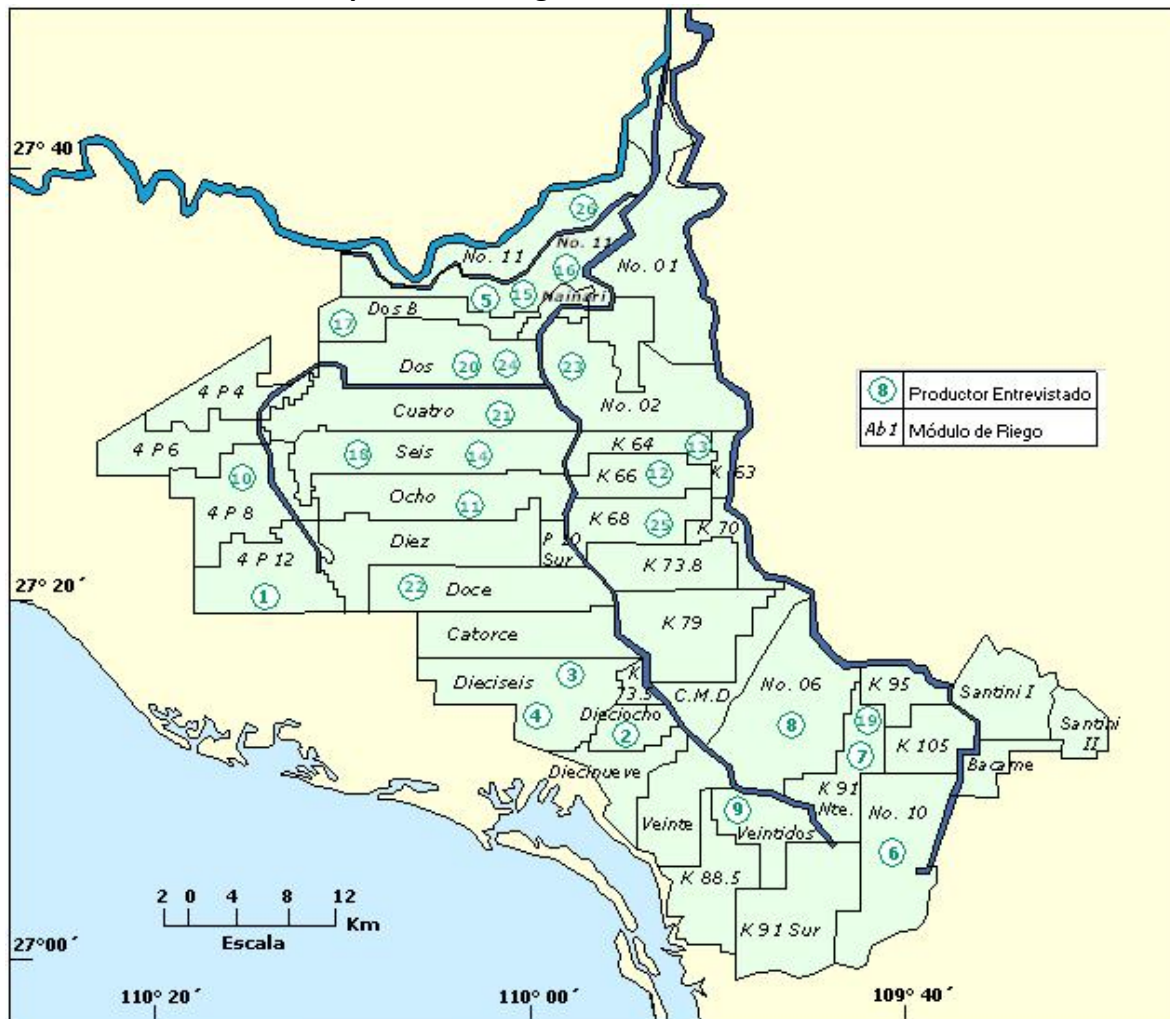 27° 40´
26
No. 11
No. 11
No. 01
16
5
15
Nainari
Dos B
17
Dos
20
24
23
4 P 4
Cuatro
21
No. 02
8 Productor Entrevistado
Ab1 Módulo de Riego
4 P 6
18
Seis
14
K 64
13
10
K 66
12
K 63
Ocho
11
4 P 8
K 68
25
K 70
Diez
P 10
Sur
4 P 12
K 73.8
27° 20´
1
22
Doce
Catorce
K 79
Dieciseis
3
K
73.5
C.M.D
No. 06
K 95
Santini I
4
Dieciocho
2
8
19
Santini
II
7
K 105
Bacame
Diecinueve
K 91
Nte.
No. 10
9
Veinte
Veintidos
6
K 88.5
2 0 4 8 12
Km
Escala
K 91 Sur
27°00´
110° 20´
110° 00´
109° 40´